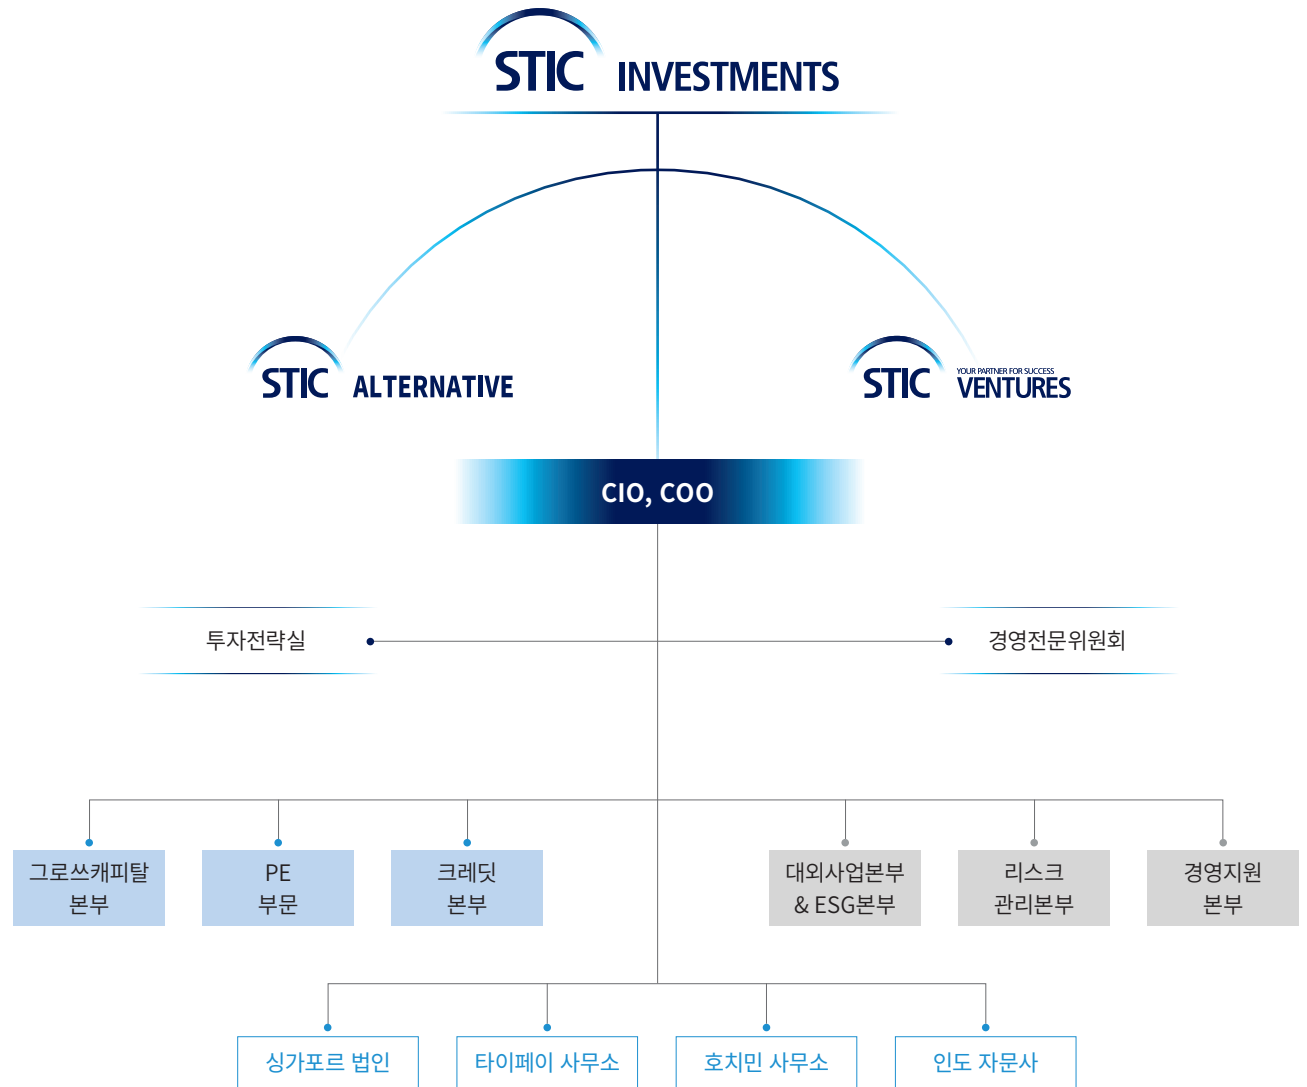 STIC INVESTMENTS
STIC ALTERNATIVE
STIC YOUR PARTNER FOR SUCCESS
VENTURES
CIO, COO
투자전략실
경영전문위원회
그로쓰캐피탈
본부
PE
부문
크레딧
본부
대외사업본부
& ESG본부
리스크
관리본부
경영지원
본부
싱가포르 법인
타이페이 사무소
호치민 사무소
인도 자문사